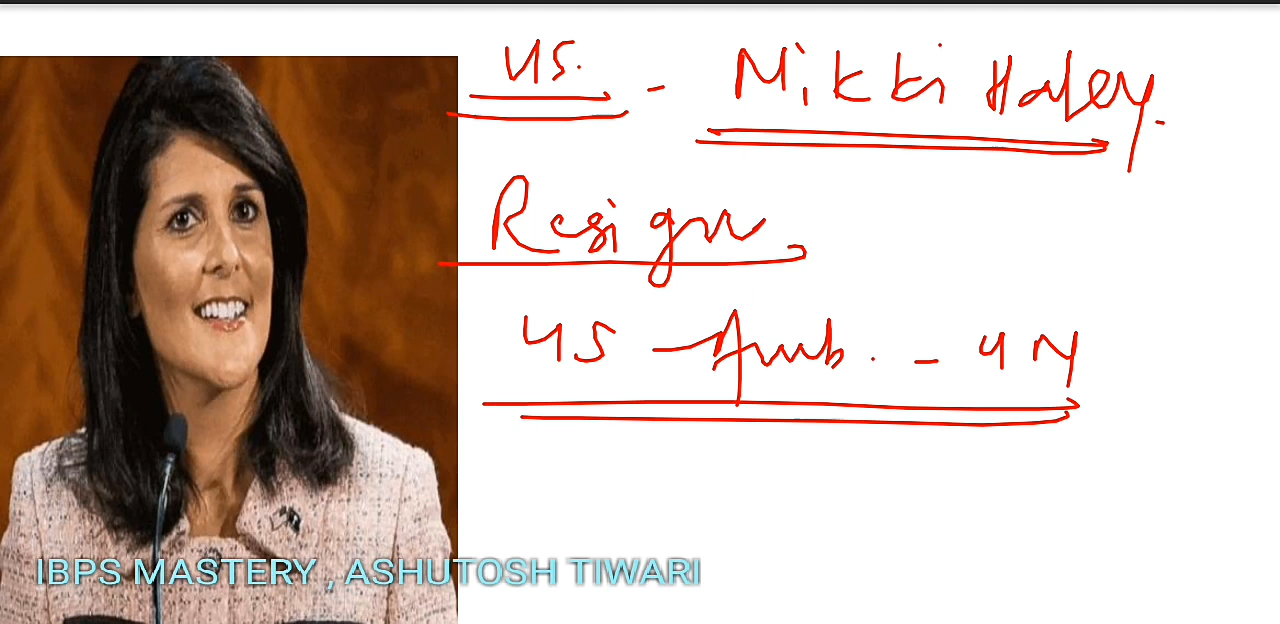 US. - Nikki Haley.
Resign,
US - Amb. - UN
IBPS MASTERY , ASHUTOSH TIWARI